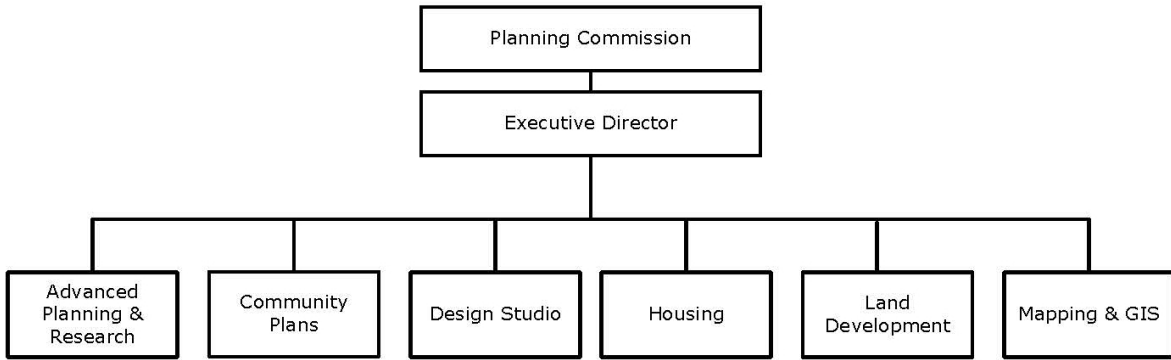 Planning Commission
Executive Director
Advanced
Planning &
Research
Community
Plans
Design Studio
Housing
Land
Development
Mapping & GIS